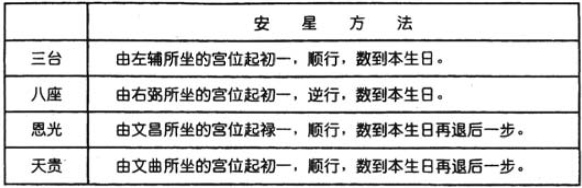 安星方法
三台 由左辅所坐的宫位起初一，顺行，数到本生日。
八座 由右弼所坐的宫位起初一，逆行，数到本生日。
恩光 由文昌所坐的宫位起禄一，顺行，数到本生日再退后一步。
天贵 由文曲所坐的宫位起初一，顺行，数到本生日再退后一步。